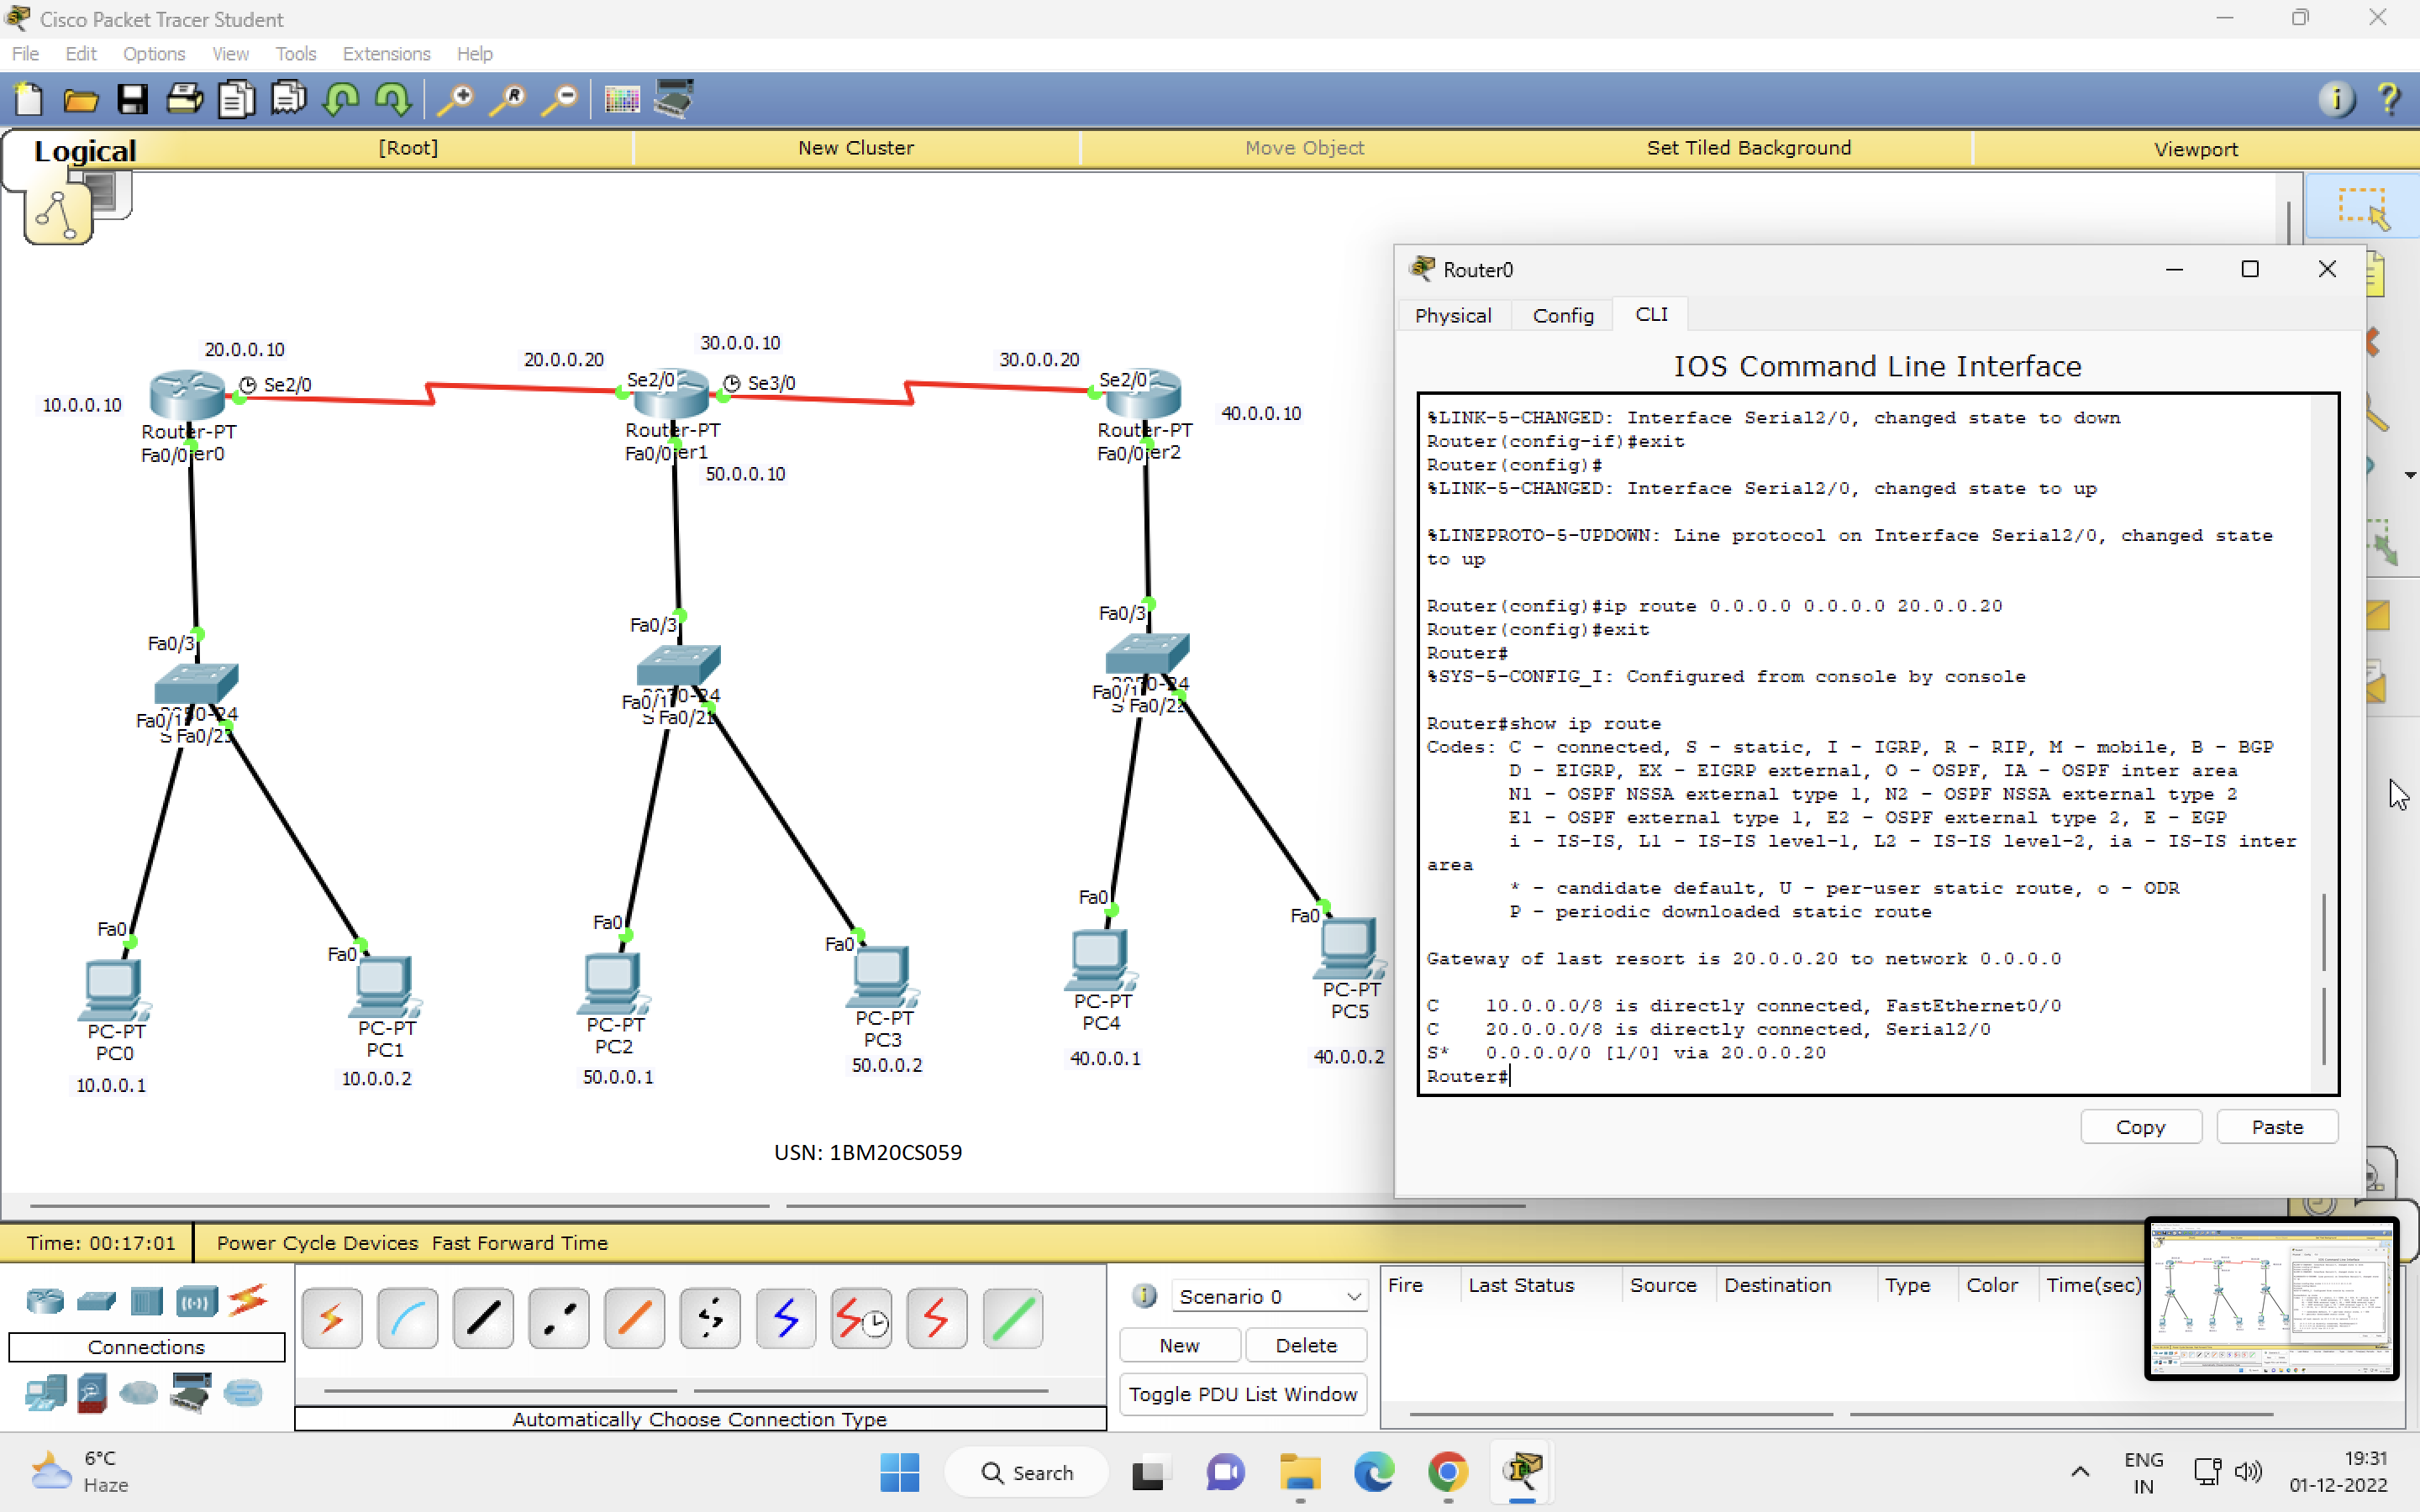 Cisco Packet Tracer Student
File Edit Options View Tools Extensions Help
Logical [Root] New Cluster Move Object Set Tiled Background Viewport
20.0.0.10
20.0.0.20
30.0.0.10
30.0.0.20
10.0.0.10
Se2/0
Se2/0
Se3/0
Se2/0
40.0.0.10
Router-PT
Fa0/0 er0
Router-PT
Fa0/0 er1
50.0.0.10
Router-PT
Fa0/0 er2
Fa0/3
Fa0/3
Fa0/3
Fa0/1 50-24
S Fa0/23
Fa0/1 50-24
S Fa0/21
Fa0/1 50-24
S Fa0/22
Fa0
Fa0
Fa0
Fa0
Fa0
Fa0
PC-PT
PC0
10.0.0.1
PC-PT
PC1
10.0.0.2
PC-PT
PC2
50.0.0.1
PC-PT
PC3
50.0.0.2
PC-PT
PC4
40.0.0.1
PC-PT
PC5
40.0.0.2
USN: 1BM20CS059
Router0
Physical Config CLI
IOS Command Line Interface
%LINK-5-CHANGED: Interface Serial2/0, changed state to down
Router(config-if)#exit
Router(config)#
%LINK-5-CHANGED: Interface Serial2/0, changed state to up
%LINEPROTO-5-UPDOWN: Line protocol on Interface Serial2/0, changed state
to up
Router(config)#ip route 0.0.0.0 0.0.0.0 20.0.0.20
Router(config)#exit
Router#
%SYS-5-CONFIG_I: Configured from console by console
Router#show ip route
Codes: C - connected, S - static, I - IGRP, R - RIP, M - mobile, B - BGP
D - EIGRP, EX - EIGRP external, O - OSPF, IA - OSPF inter area
N1 - OSPF NSSA external type 1, N2 - OSPF NSSA external type 2
E1 - OSPF external type 1, E2 - OSPF external type 2, E - EGP
i - IS-IS, L1 - IS-IS level-1, L2 - IS-IS level-2, ia - IS-IS inter
area
* - candidate default, U - per-user static route, o - ODR
P - periodic downloaded static route
Gateway of last resort is 20.0.0.20 to network 0.0.0.0
C 10.0.0.0/8 is directly connected, FastEthernet0/0
C 20.0.0.0/8 is directly connected, Serial2/0
S* 0.0.0.0/0 [1/0] via 20.0.0.20
Router#
Copy Paste
Time: 00:17:01 Power Cycle Devices Fast Forward Time
Connections
Automatically Choose Connection Type
Scenario 0
New Delete
Toggle PDU List Window
Fire Last Status Source Destination Type Color Time(sec)
6°C
Haze
Search
ENG
IN
19:31
01-12-2022